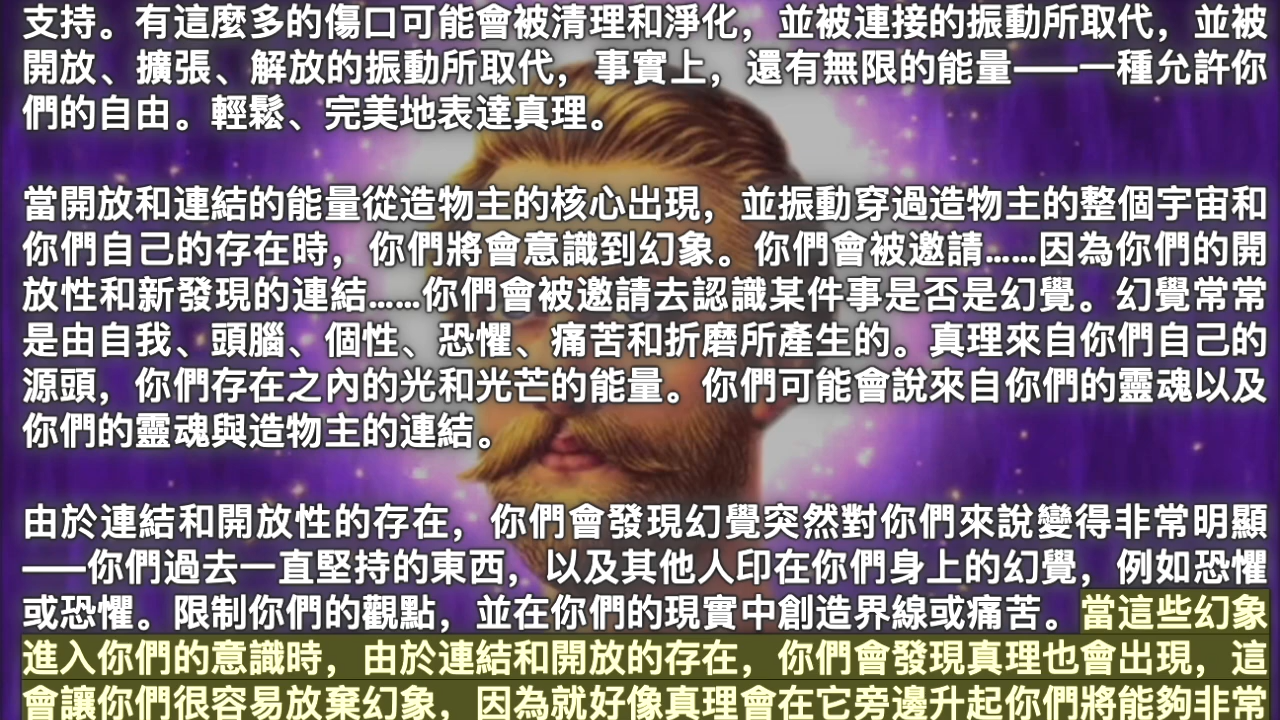 支持。有這麼多的傷口可能會被清理和淨化，並被連接的振動所取代，並被
開放、擴張、解放的振動所取代，事實上，還有無限的能量——一種允許你
們的自由。輕鬆、完美地表達真理。
當開放和連結的能量從造物主的核心出現，並振動穿過造物主的整個宇宙和
你們自己的存在時，你們將會意識到幻象。你們會被邀請……因為你們的開
放性和新發現的連結……你們會被邀請去認識某件事是否是幻覺。幻覺常常
是由自我、頭腦、個性、恐懼、痛苦和折磨所產生的。真理來自你們自己的
源頭，你們存在之內的光和光芒的能量。你們可能會說來自你們的靈魂以及
你們的靈魂與造物主的連結。
由於連結和開放性的存在，你們會發現幻覺突然對你們來說變得非常明顯
——你們過去一直堅持的東西，以及其他人印在你們身上的幻覺，例如恐懼
或恐懼。限制你們的觀點，並在你們的現實中創造界線或痛苦。當這些幻象
進入你們的意識時，由於連結和開放的存在，你們會發現真理也會出現，這
會讓你們很容易放棄幻象，因為就好像真理會在它旁邊升起你們將能夠非常